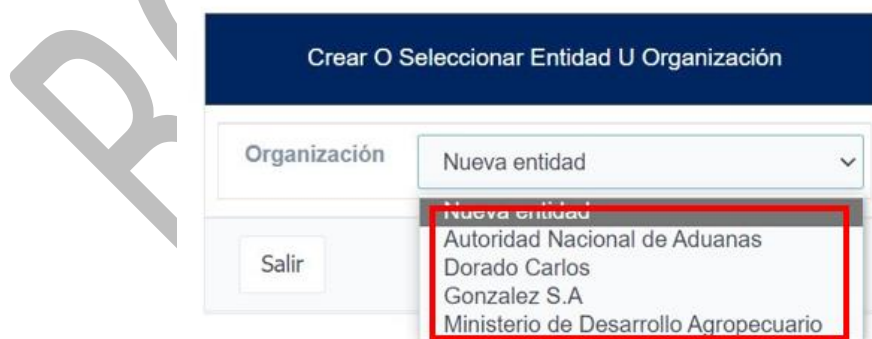 Crear O Seleccionar Entidad U Organización
Organización
Nueva entidad
Nueva entidad
Autoridad Nacional de Aduanas
Dorado Carlos
Salir
Gonzalez S.A
Ministerio de Desarrollo Agropecuario